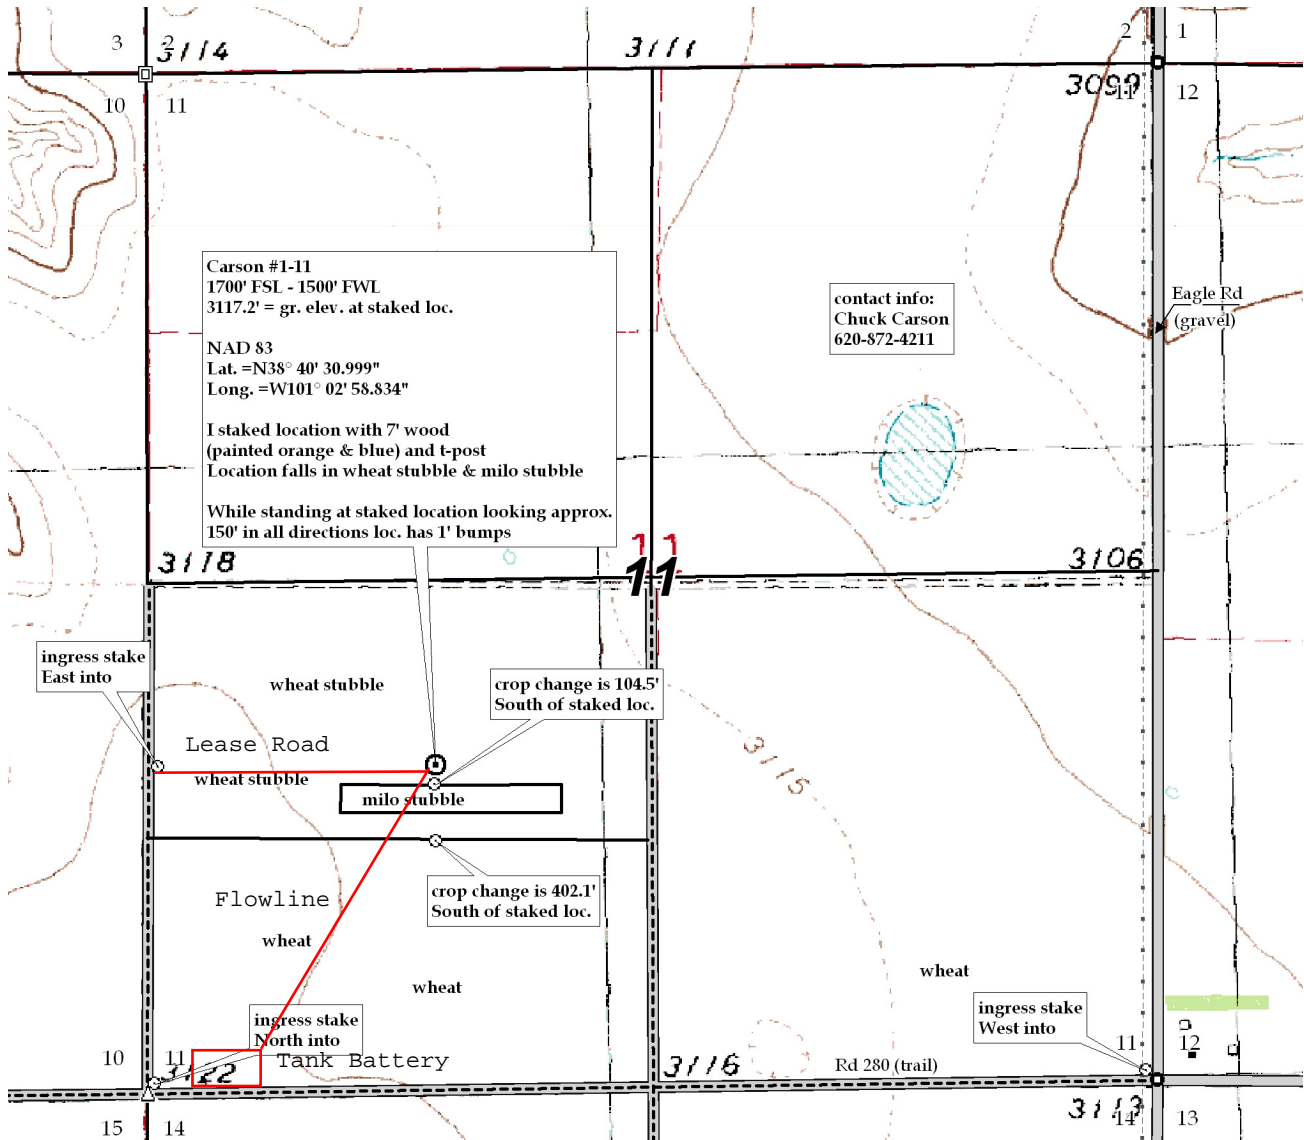 3
2
3114
3111
2
1
10
11
3099
11
12
Carson #1-11
1700' FSL - 1500' FWL
3117.2' = gr. elev. at staked loc.
NAD 83
Lat. =N38° 40' 30.999"
Long. =W101° 02' 58.834"
I staked location with 7' wood
(painted orange & blue) and t-post
Location falls in wheat stubble & milo stubble
While standing at staked location looking approx.
150' in all directions loc. has 1' bumps
contact info:
Chuck Carson
620-872-4211
Eagle Rd
(gravel)
3118
11
11
3106
ingress stake
East into
wheat stubble
crop change is 104.5'
South of staked loc.
Lease Road
wheat stubble
milo stubble
3115
crop change is 402.1'
South of staked loc.
Flowline
wheat
wheat
wheat
ingress stake
North into
ingress stake
West into
10
11
3122
Tank Battery
3116
Rd 280 (trail)
11
12
15
14
14
13